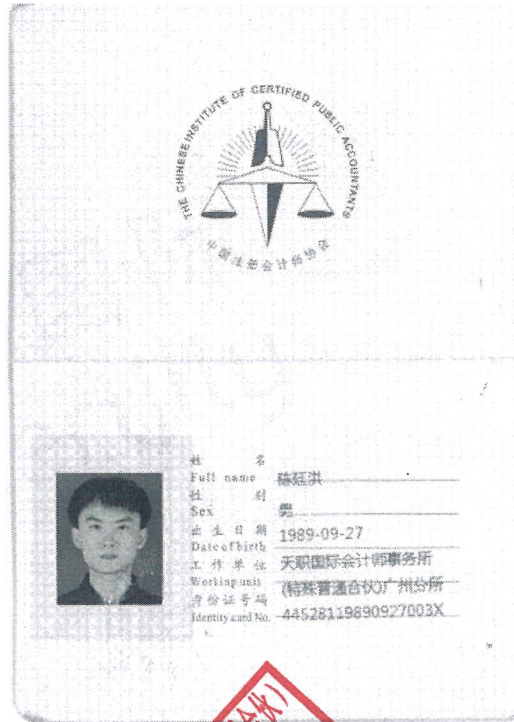 THE CHINESE INSTITUTE OF CERTIFIED PUBLIC ACCOUNTANTS
中国注册会计师协会
姓 名
Full name 陈廷洪
性 别
Sex 男
出 生 日 期 1989-09-27
Date of birth
工 作 单 位 天职国际会计师事务所
Working unit (特殊普通合伙)广州分所
身份证号码
Identity card No. 44528119890927003X
合伙)